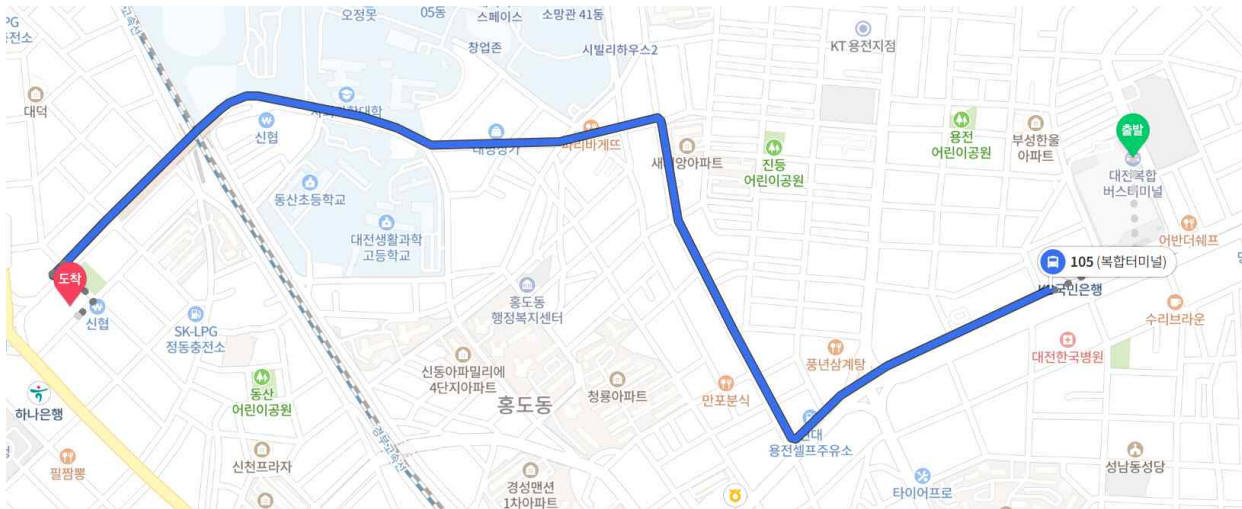 오정못
05동
스페이스
소망관 41동
창업존
시빌리하우스2
KT 용전지점
대덕
신협
용전
어린이공원
부성한울
아파트
출발
대전복합
버스터미널
진등
어린이공원
동산초등학교
대전생활과학
고등학교
어반더쉐프
105 (복합터미널)
도착
신협
SK-LPG
정동충전소
홍도동
행정복지센터
수리브라운
대전한국병원
풍년삼계탕
신동아파밀리에
4단지아파트
청룡아파트
만포분식
동산
어린이공원
하나은행
홍도동
용전셀프주유소
필짬뽕
신천프라자
경부고속선
경성맨션
1차아파트
타이어프로
성남동성당